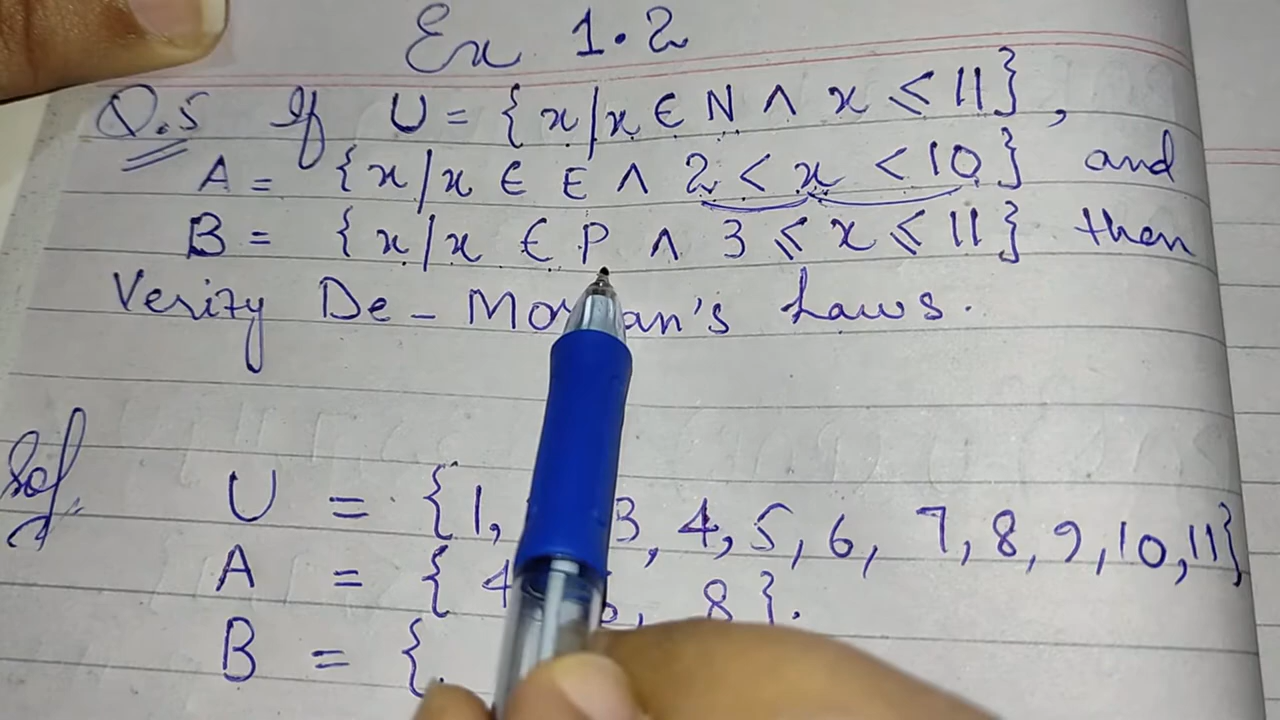 Ex 1.2
Q.5 If U = {x/x ∈ N ∧ x ≤ 11},
A = {x/x ∈ E ∧ 2 < x < 10} and
B = {x/x ∈ P ∧ 3 ≤ x ≤ 11} then
Verify De-Mor an's Laws.
Sol.
U = {1, 3, 4, 5, 6, 7, 8, 9, 10, 11}
A = {4 , 8}.
B = {